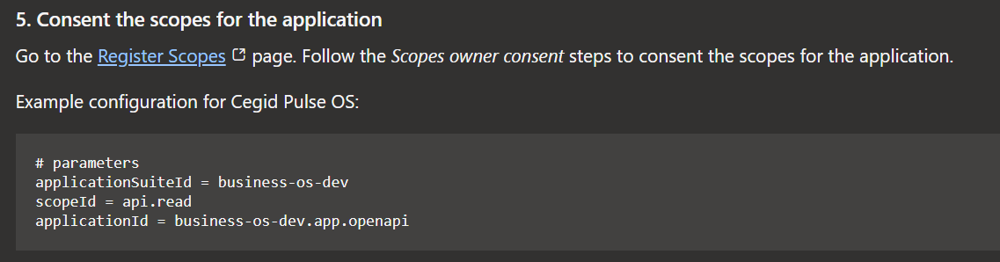 5. Consent the scopes for the application
Go to the Register Scopes page. Follow the Scopes owner consent steps to consent the scopes for the application.
Example configuration for Cegid Pulse OS:
# parameters
applicationSuiteId = business-os-dev
scopeId = api.read
applicationId = business-os-dev.app.openapi